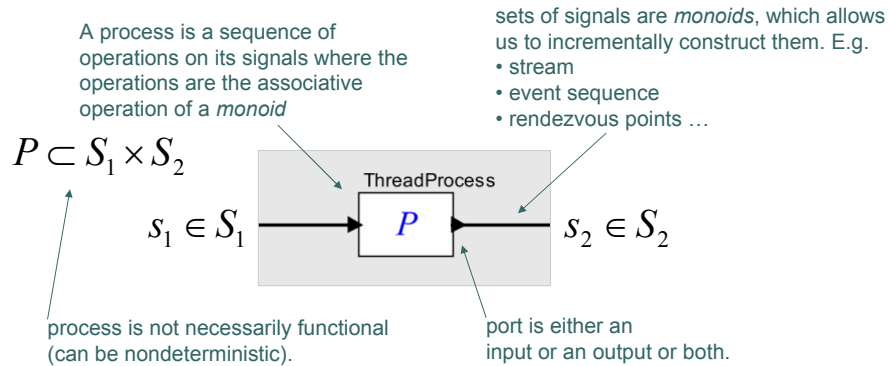 A process is a sequence of
operations on its signals where the
operations are the associative
operation of a monoid
sets of signals are monoids, which allows
us to incrementally construct them. E.g.
• stream
• event sequence
• rendezvous points …
P ⊂ S₁ × S₂
ThreadProcess
s₁ ∈ S₁
P
s₂ ∈ S₂
process is not necessarily functional
(can be nondeterministic).
port is either an
input or an output or both.